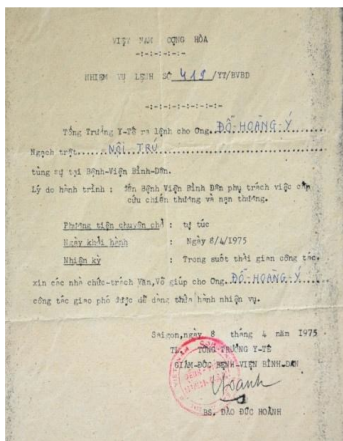 VIỆT NAM CỘNG HÒA
-:-:-:-:-:-
NHIỆM VỤ LỆNH SỐ 419 /YT/BVBD
-:-:-:-:-:-:-:-
Tổng Trưởng Y-Tế ra lệnh cho Ông. ĐỖ-HOÀNG-Ý
Ngạch trật.....NỘI TRÚ
tùng sự tại Bệnh-Viện Bình-Dân.
Lý do hành trình : Đến Bệnh Viện Bình Dân phụ trách việc cấp
cứu chiến thương và nạn thương.
Phương tiện chuyên chở : tự túc
Ngày khởi hành : Ngày 8/4/1975
Nhiệm kỳ : Trong suốt thời gian công tác.
xin các nhà chức-trách Văn,Võ giúp cho Ông. ĐỖ-HOÀNG-Ý
công tác giao phó được dễ dàng thừa hành nhiệm vụ.
Saigon,ngày 8 tháng 4 năm 1975
TL. TỔNG TRƯỞNG Y-TẾ
GIÁM-ĐỐC BỆNH-VIỆN BÌNH-DÂN
Hoanh
BS. ĐÀO ĐỨC HOÀNH